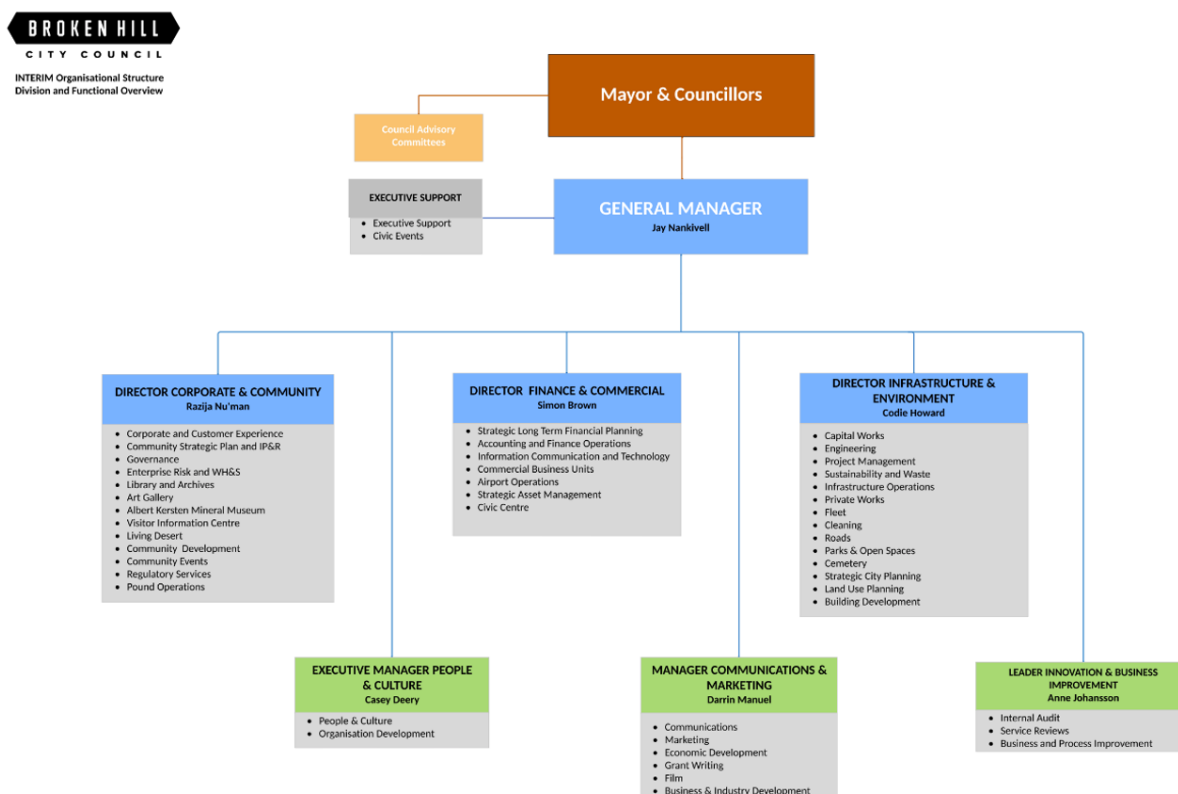 BROKEN HILL
CITY COUNCIL
INTERIM Organisational Structure
Division and Functional Overview
Mayor & Councillors
Council Advisory
Committees
EXECUTIVE SUPPORT
• Executive Support
• Civic Events
GENERAL MANAGER
Jay Nankivell
DIRECTOR CORPORATE & COMMUNITY
Razija Nu'man
• Corporate and Customer Experience
• Community Strategic Plan and IP&R
• Governance
• Enterprise Risk and WH&S
• Library and Archives
• Art Gallery
• Albert Kersten Mineral Museum
• Visitor Information Centre
• Living Desert
• Community Development
• Community Events
• Regulatory Services
• Pound Operations
DIRECTOR FINANCE & COMMERCIAL
Simon Brown
• Strategic Long Term Financial Planning
• Accounting and Finance Operations
• Information Communication and Technology
• Commercial Business Units
• Airport Operations
• Strategic Asset Management
• Civic Centre
DIRECTOR INFRASTRUCTURE &
ENVIRONMENT
Codie Howard
• Capital Works
• Engineering
• Project Management
• Sustainability and Waste
• Infrastructure Operations
• Private Works
• Fleet
• Cleaning
• Roads
• Parks & Open Spaces
• Cemetery
• Strategic City Planning
• Land Use Planning
• Building Development
EXECUTIVE MANAGER PEOPLE
& CULTURE
Casey Deery
• People & Culture
• Organisation Development
MANAGER COMMUNICATIONS &
MARKETING
Darrin Manuel
• Communications
• Marketing
• Economic Development
• Grant Writing
• Film
• Business & Industry Development
LEADER INNOVATION & BUSINESS
IMPROVEMENT
Anne Johansson
• Internal Audit
• Service Reviews
• Business and Process Improvement